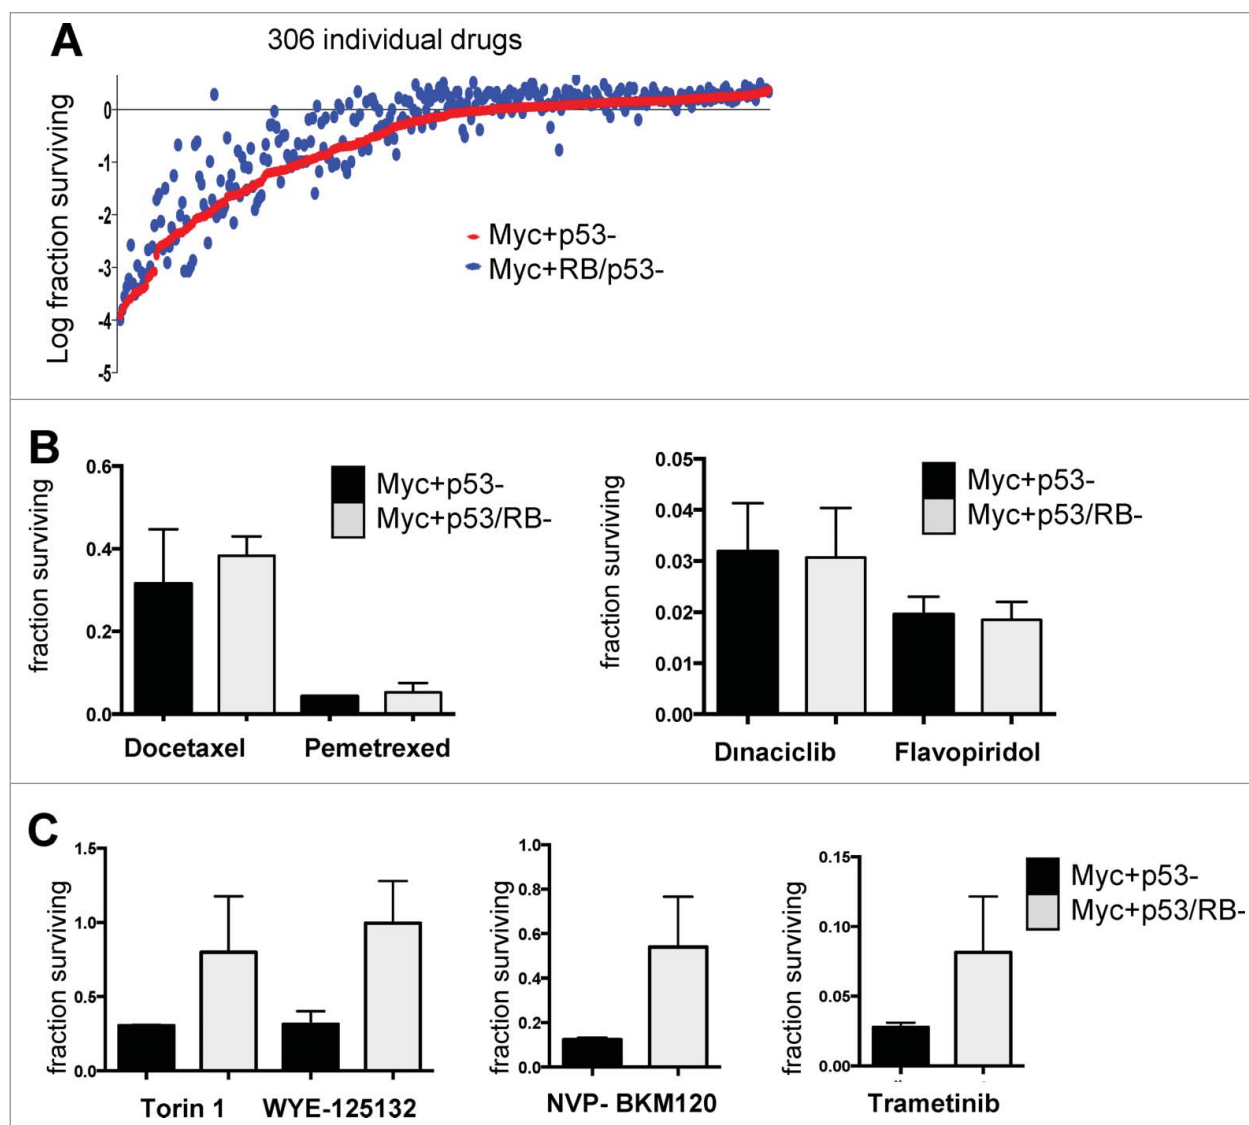 A
306 individual drugs
Log fraction surviving
0
-1
-2
-3
-4
-5
Myc+p53-
Myc+RB/p53-
B
fraction surviving
0.6
0.4
0.2
0.0
Myc+p53-
Myc+p53/RB-
Docetaxel Pemetrexed
fraction surviving
0.05
0.04
0.03
0.02
0.01
0.00
Myc+p53-
Myc+p53/RB-
Dınaciclib Flavopiridol
C
fraction surviving
1.5
1.0
0.5
0.0
Torin 1 WYE-125132
fraction surviving
1.0
0.8
0.6
0.4
0.2
0.0
NVP- BKM120
fraction surviving
0.15
0.10
0.05
0.00
Trametinib
Myc+p53-
Myc+p53/RB-